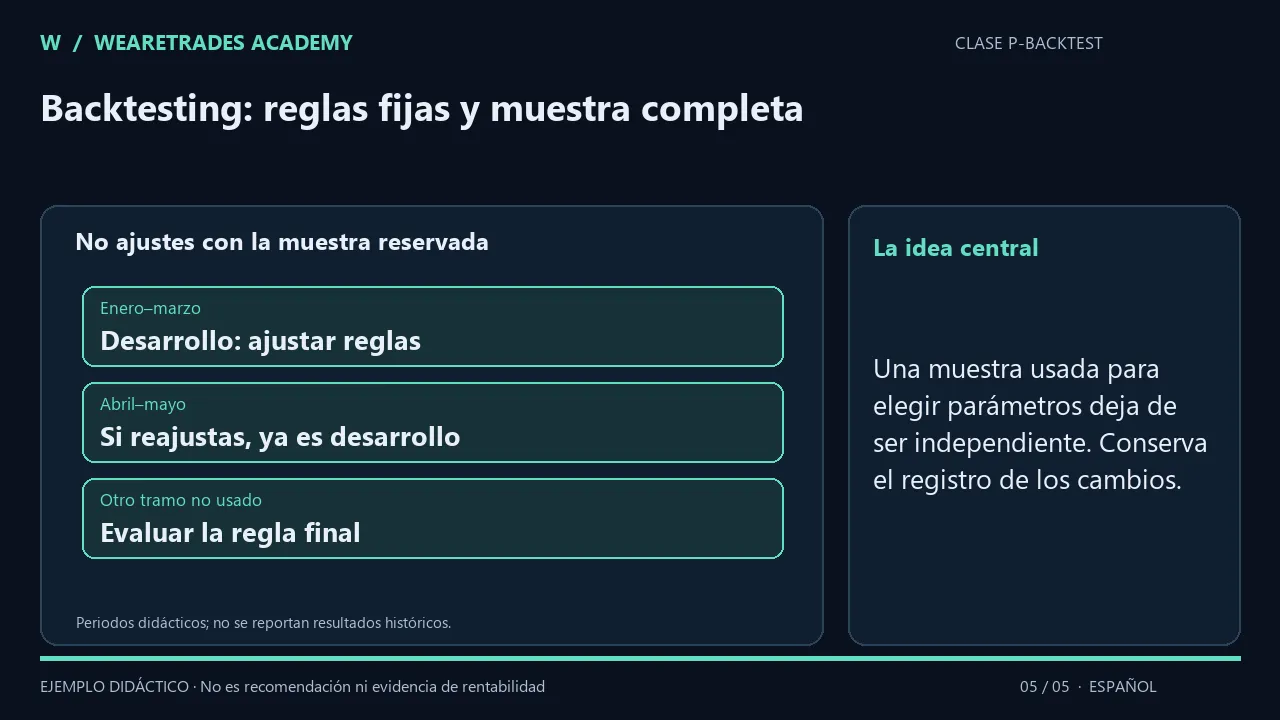 W / WEARETRADES ACADEMY
CLASE P-BACKTEST
Backtesting: reglas fijas y muestra completa
No ajustes con la muestra reservada
Enero–marzo
Desarrollo: ajustar reglas
Abril–mayo
Si reajustas, ya es desarrollo
Otro tramo no usado
Evaluar la regla final
Periodos didácticos; no se reportan resultados históricos.
La idea central
Una muestra usada para
elegir parámetros deja de
ser independiente. Conserva
el registro de los cambios.
EJEMPLO DIDÁCTICO · No es recomendación ni evidencia de rentabilidad
05 / 05 · ESPAÑOL